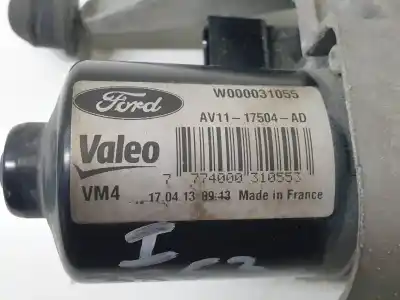 Ford
W000031055
AV11-17504-AD
Valeo
7 774000 310553
VM4
17.04.13 09:43 Made in France
I